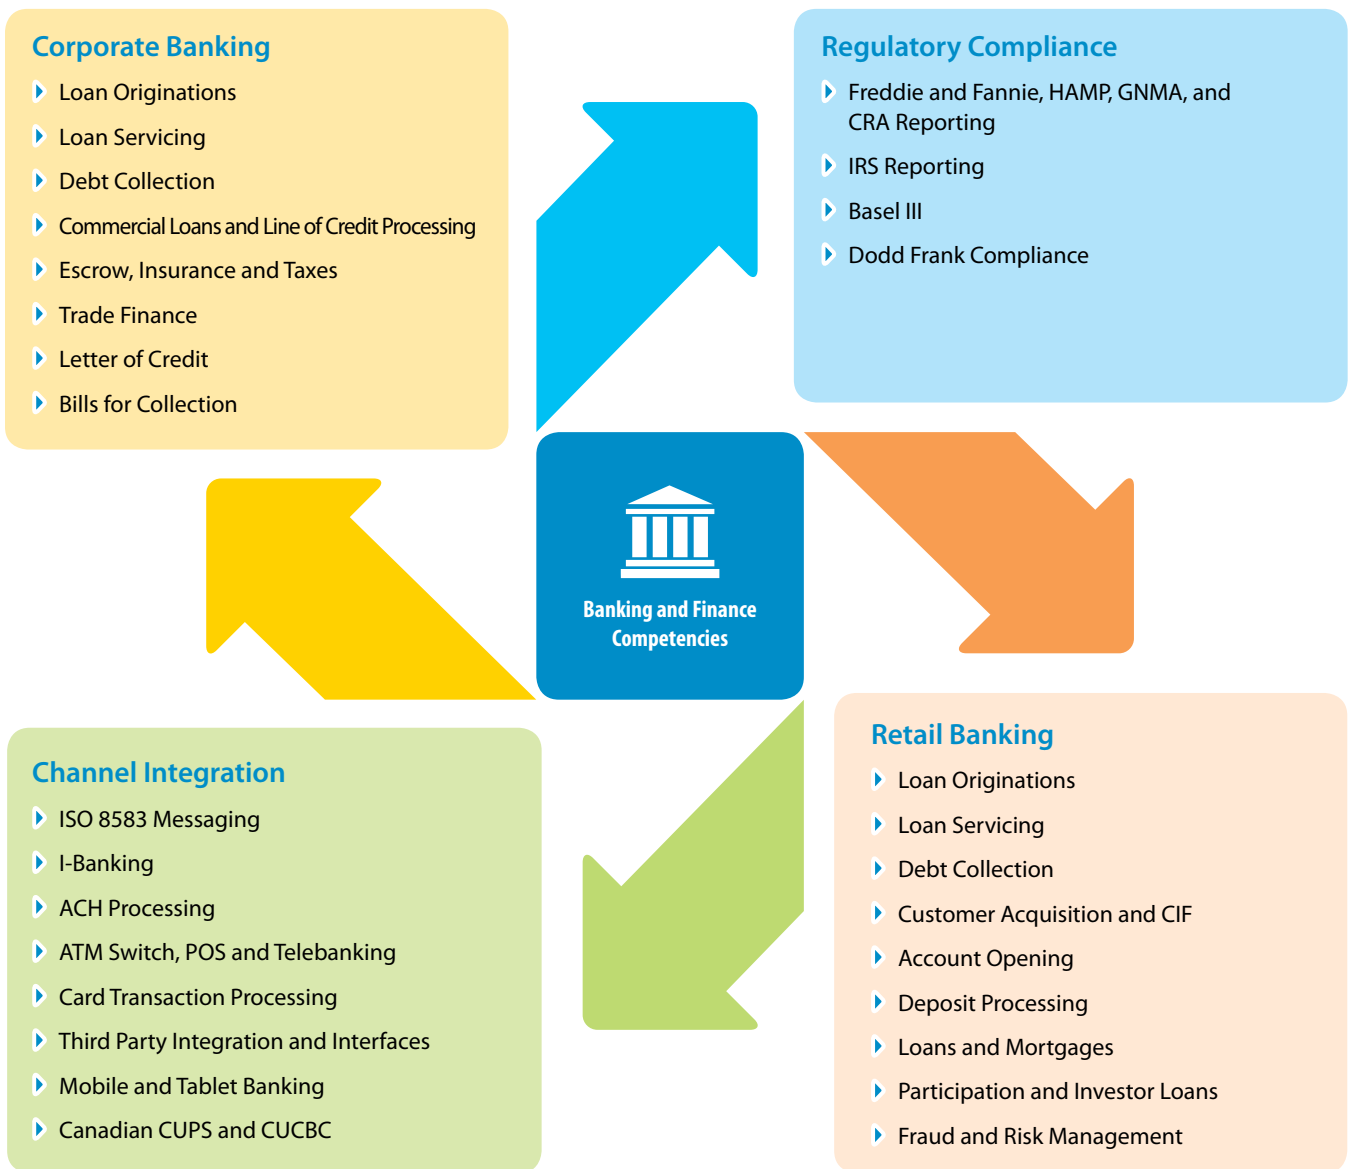 Corporate Banking
Loan Originations
Loan Servicing
Debt Collection
Commercial Loans and Line of Credit Processing
Escrow, Insurance and Taxes
Trade Finance
Letter of Credit
Bills for Collection
Regulatory Compliance
Freddie and Fannie, HAMP, GNMA, and
CRA Reporting
IRS Reporting
Basel III
Dodd Frank Compliance
Banking and Finance
Competencies
Channel Integration
ISO 8583 Messaging
I-Banking
ACH Processing
ATM Switch, POS and Telebanking
Card Transaction Processing
Third Party Integration and Interfaces
Mobile and Tablet Banking
Canadian CUPS and CUCBC
Retail Banking
Loan Originations
Loan Servicing
Debt Collection
Customer Acquisition and CIF
Account Opening
Deposit Processing
Loans and Mortgages
Participation and Investor Loans
Fraud and Risk Management